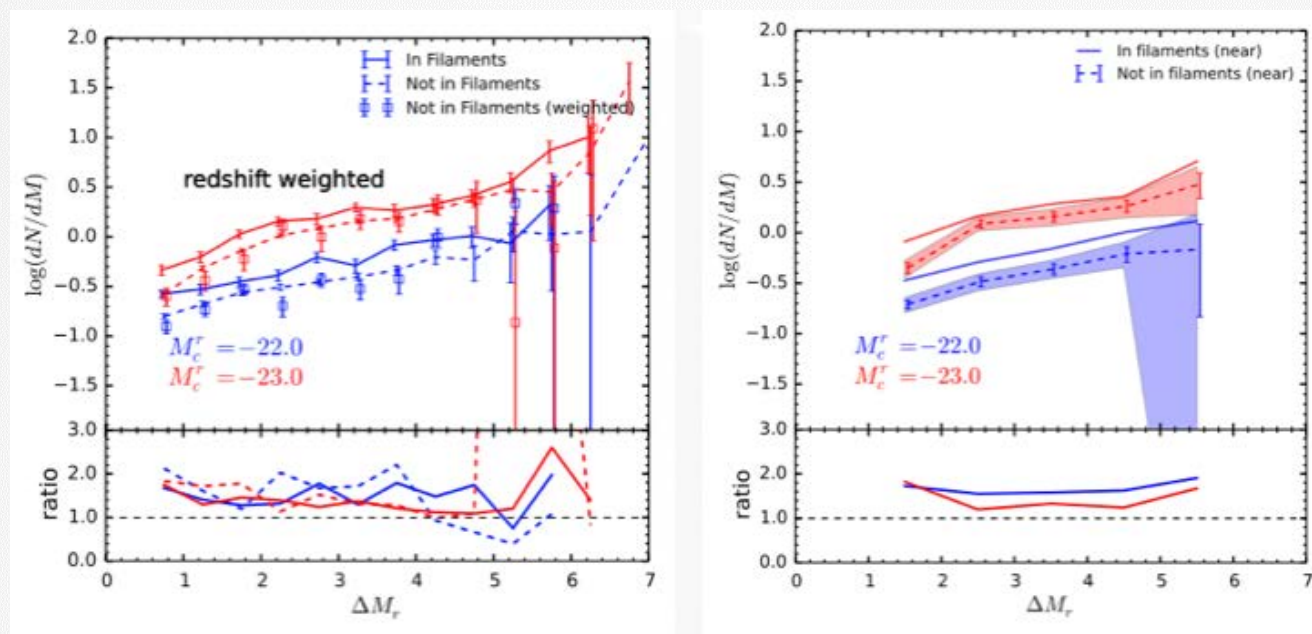 2.0
1.5
1.0
0.5
0.0
−0.5
−1.0
−1.5
log(dN/dM)
In Filaments
Not in Filaments
Not in Filaments (weighted)
redshift weighted
M_c^r =−22.0
M_c^r =−23.0
3.0
2.0
1.0
0.0
ratio
0 1 2 3 4 5 6 7
ΔM_r
2.0
1.5
1.0
0.5
0.0
−0.5
−1.0
−1.5
log(dN/dM)
In filaments (near)
Not in filaments (near)
M_c^r =−22.0
M_c^r =−23.0
3.0
2.0
1.0
0.0
ratio
0 1 2 3 4 5 6 7
ΔM_r